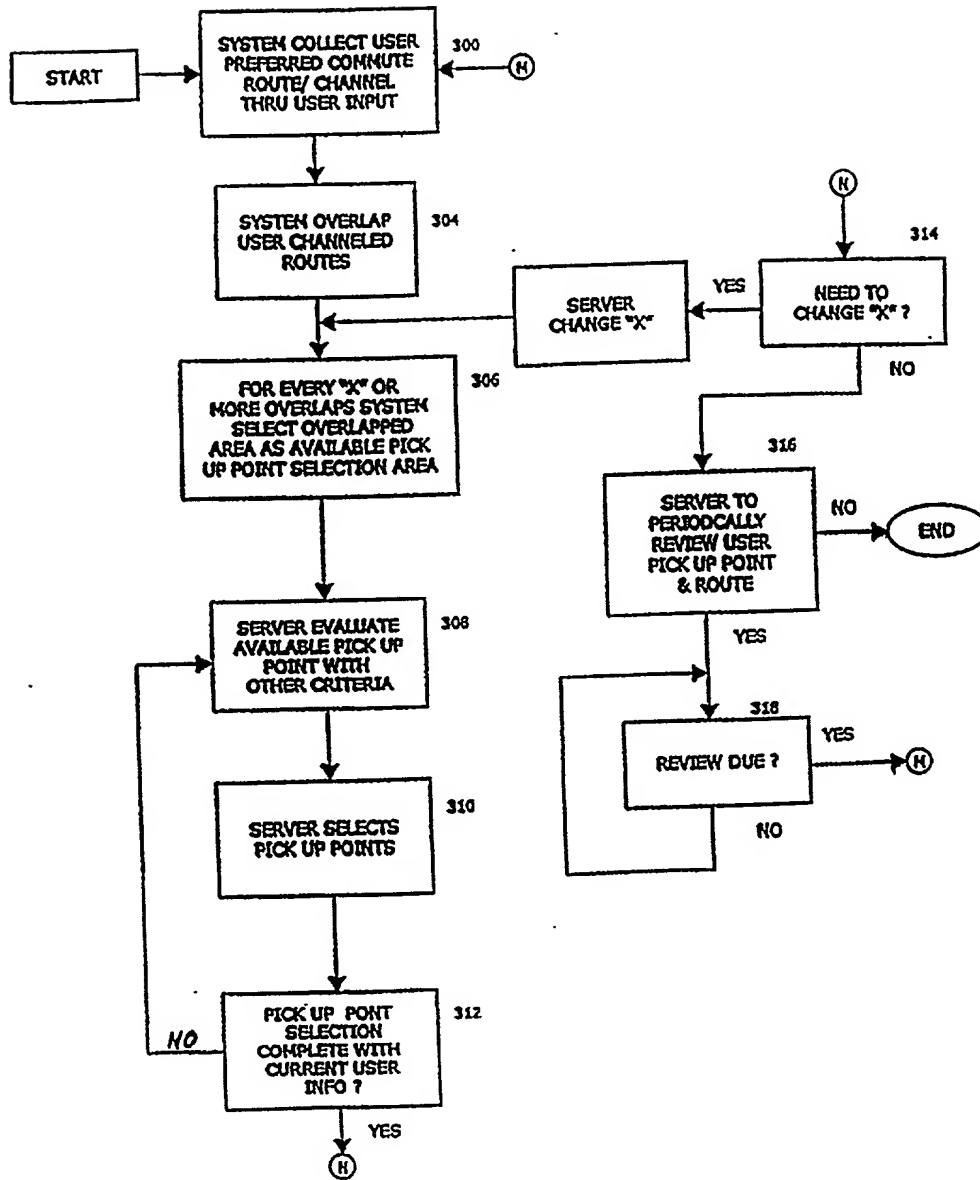 START
SYSTEM COLLECT USER
PREFERRED COMMUTE
ROUTE/ CHANNEL
THRU USER INPUT
300
M
SYSTEM OVERLAP
USER CHANNELED
ROUTES
304
N
314
NEED TO
CHANGE "X" ?
YES
SERVER
CHANGE "X"
NO
FOR EVERY "X" OR
MORE OVERLAPS SYSTEM
SELECT OVERLAPPED
AREA AS AVAILABLE PICK
UP POINT SELECTION AREA
306
316
SERVER TO
PERIODCALLY
REVIEW USER
PICK UP POINT
& ROUTE
NO
END
YES
SERVER EVALUATE
AVAILABLE PICK UP
POINT WITH
OTHER CRITERIA
308
318
REVIEW DUE ?
YES
M
NO
SERVER SELECTS
PICK UP POINTS
310
PICK UP PONT
SELECTION
COMPLETE WITH
CURRENT USER
INFO ?
312
NO
YES
N